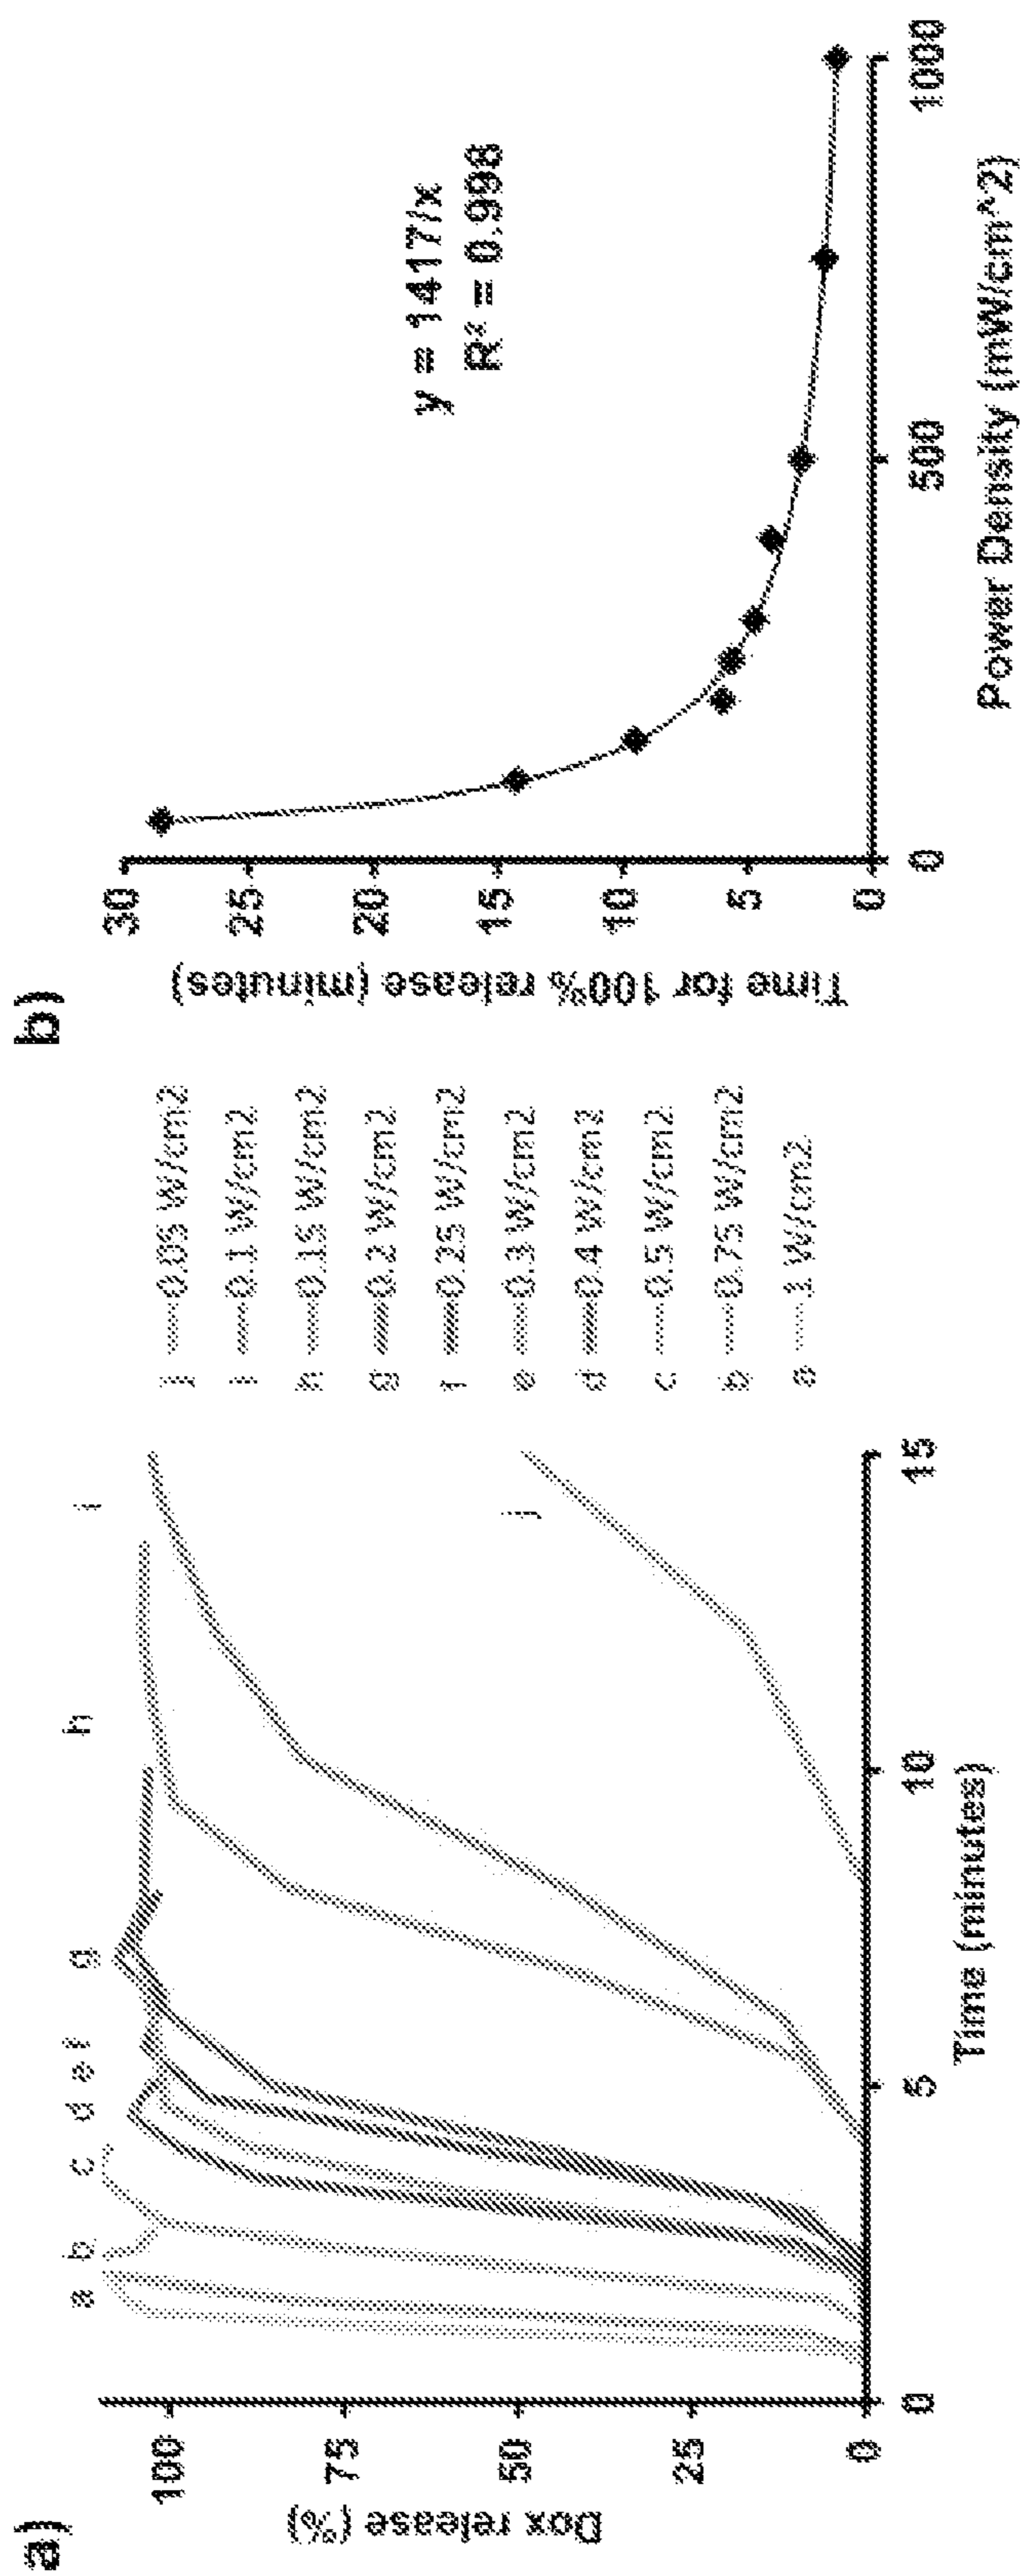 a)
Dox release (%)
100
75
50
25
0
0
5
10
15
Time (minutes)
a
b
c
d
e
f
g
h
i
j
j 0.05 W/cm2
i 0.1 W/cm2
h 0.15 W/cm2
g 0.2 W/cm2
f 0.25 W/cm2
e 0.3 W/cm2
d 0.4 W/cm2
c 0.5 W/cm2
b 0.75 W/cm2
a 1 W/cm2
b)
Time for 100% release (minutes)
30
25
20
15
10
5
0
0
500
1000
Power Density (mW/cm^2)
y = 1417/x
R² = 0.998